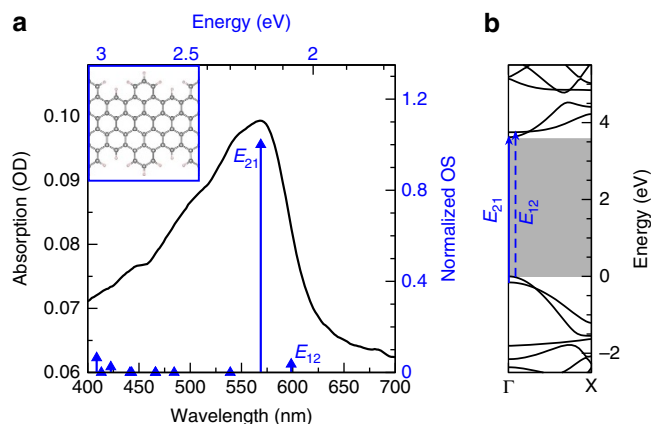 a
Energy (eV)
3
2.5
2
Absorption (OD)
0.10
0.09
0.08
0.07
0.06
E21
E12
1.2
0.8
0.4
0
Normalized OS
400
450
500
550
600
650
700
Wavelength (nm)
b
E21
E12
4
2
0
−2
Energy (eV)
Γ
X